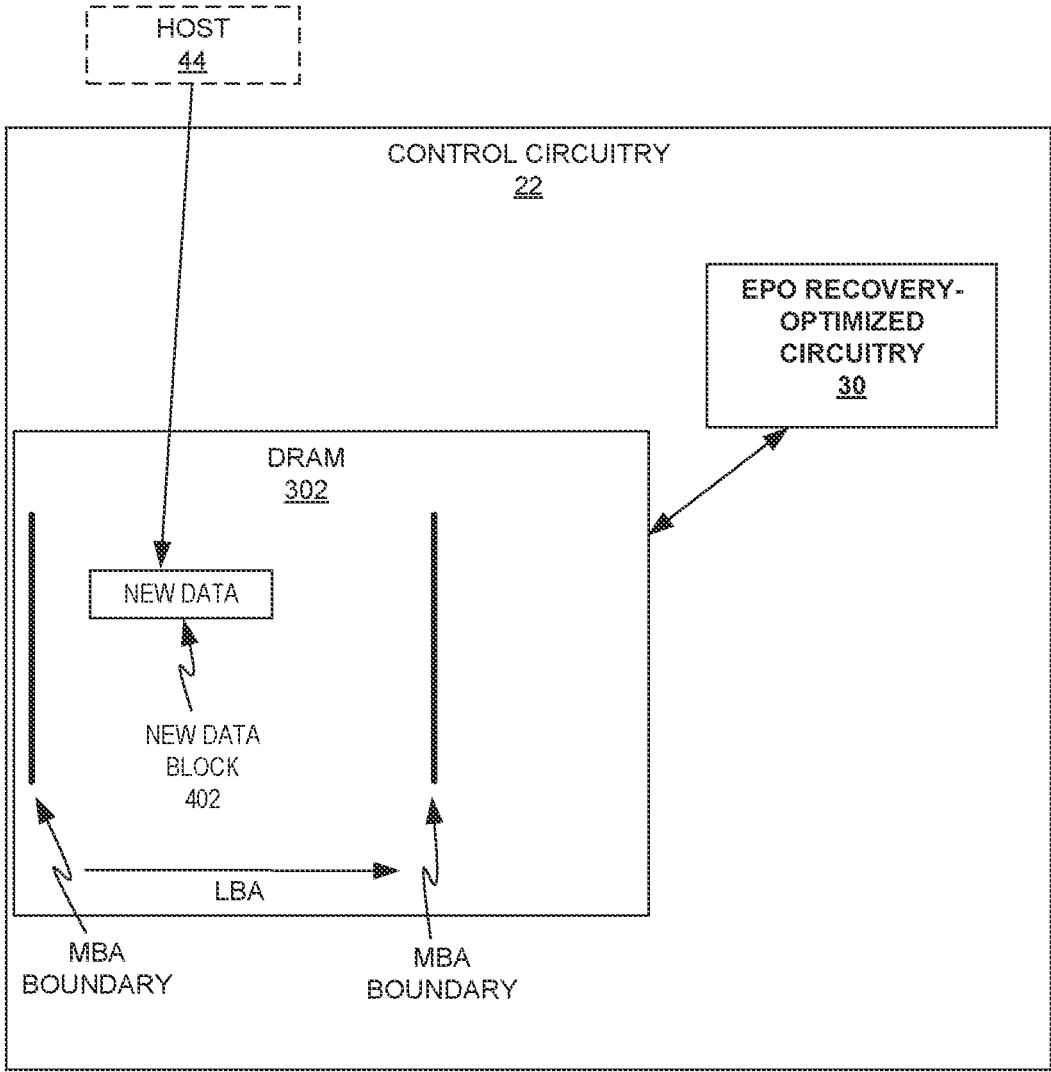 HOST
44
CONTROL CIRCUITRY
22
EPO RECOVERY-
OPTIMIZED
CIRCUITRY
30
DRAM
302
NEW DATA
NEW DATA
BLOCK
402
LBA
MBA
BOUNDARY
MBA
BOUNDARY